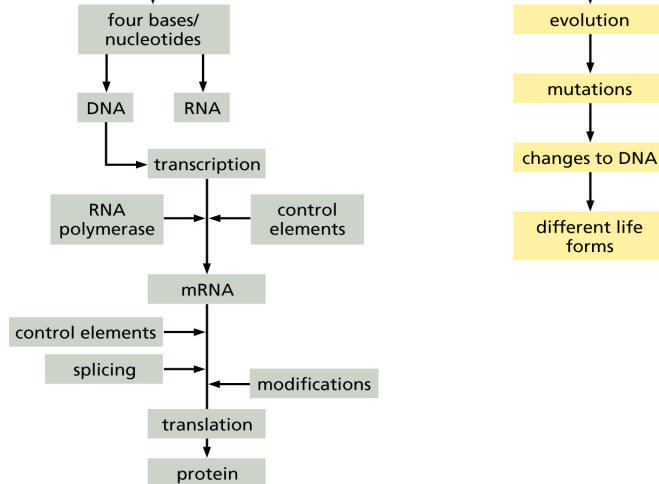 four bases/
nucleotides
DNA
RNA
transcription
RNA
polymerase
control
elements
mRNA
control elements
splicing
modifications
translation
protein
evolution
mutations
changes to DNA
different life
forms